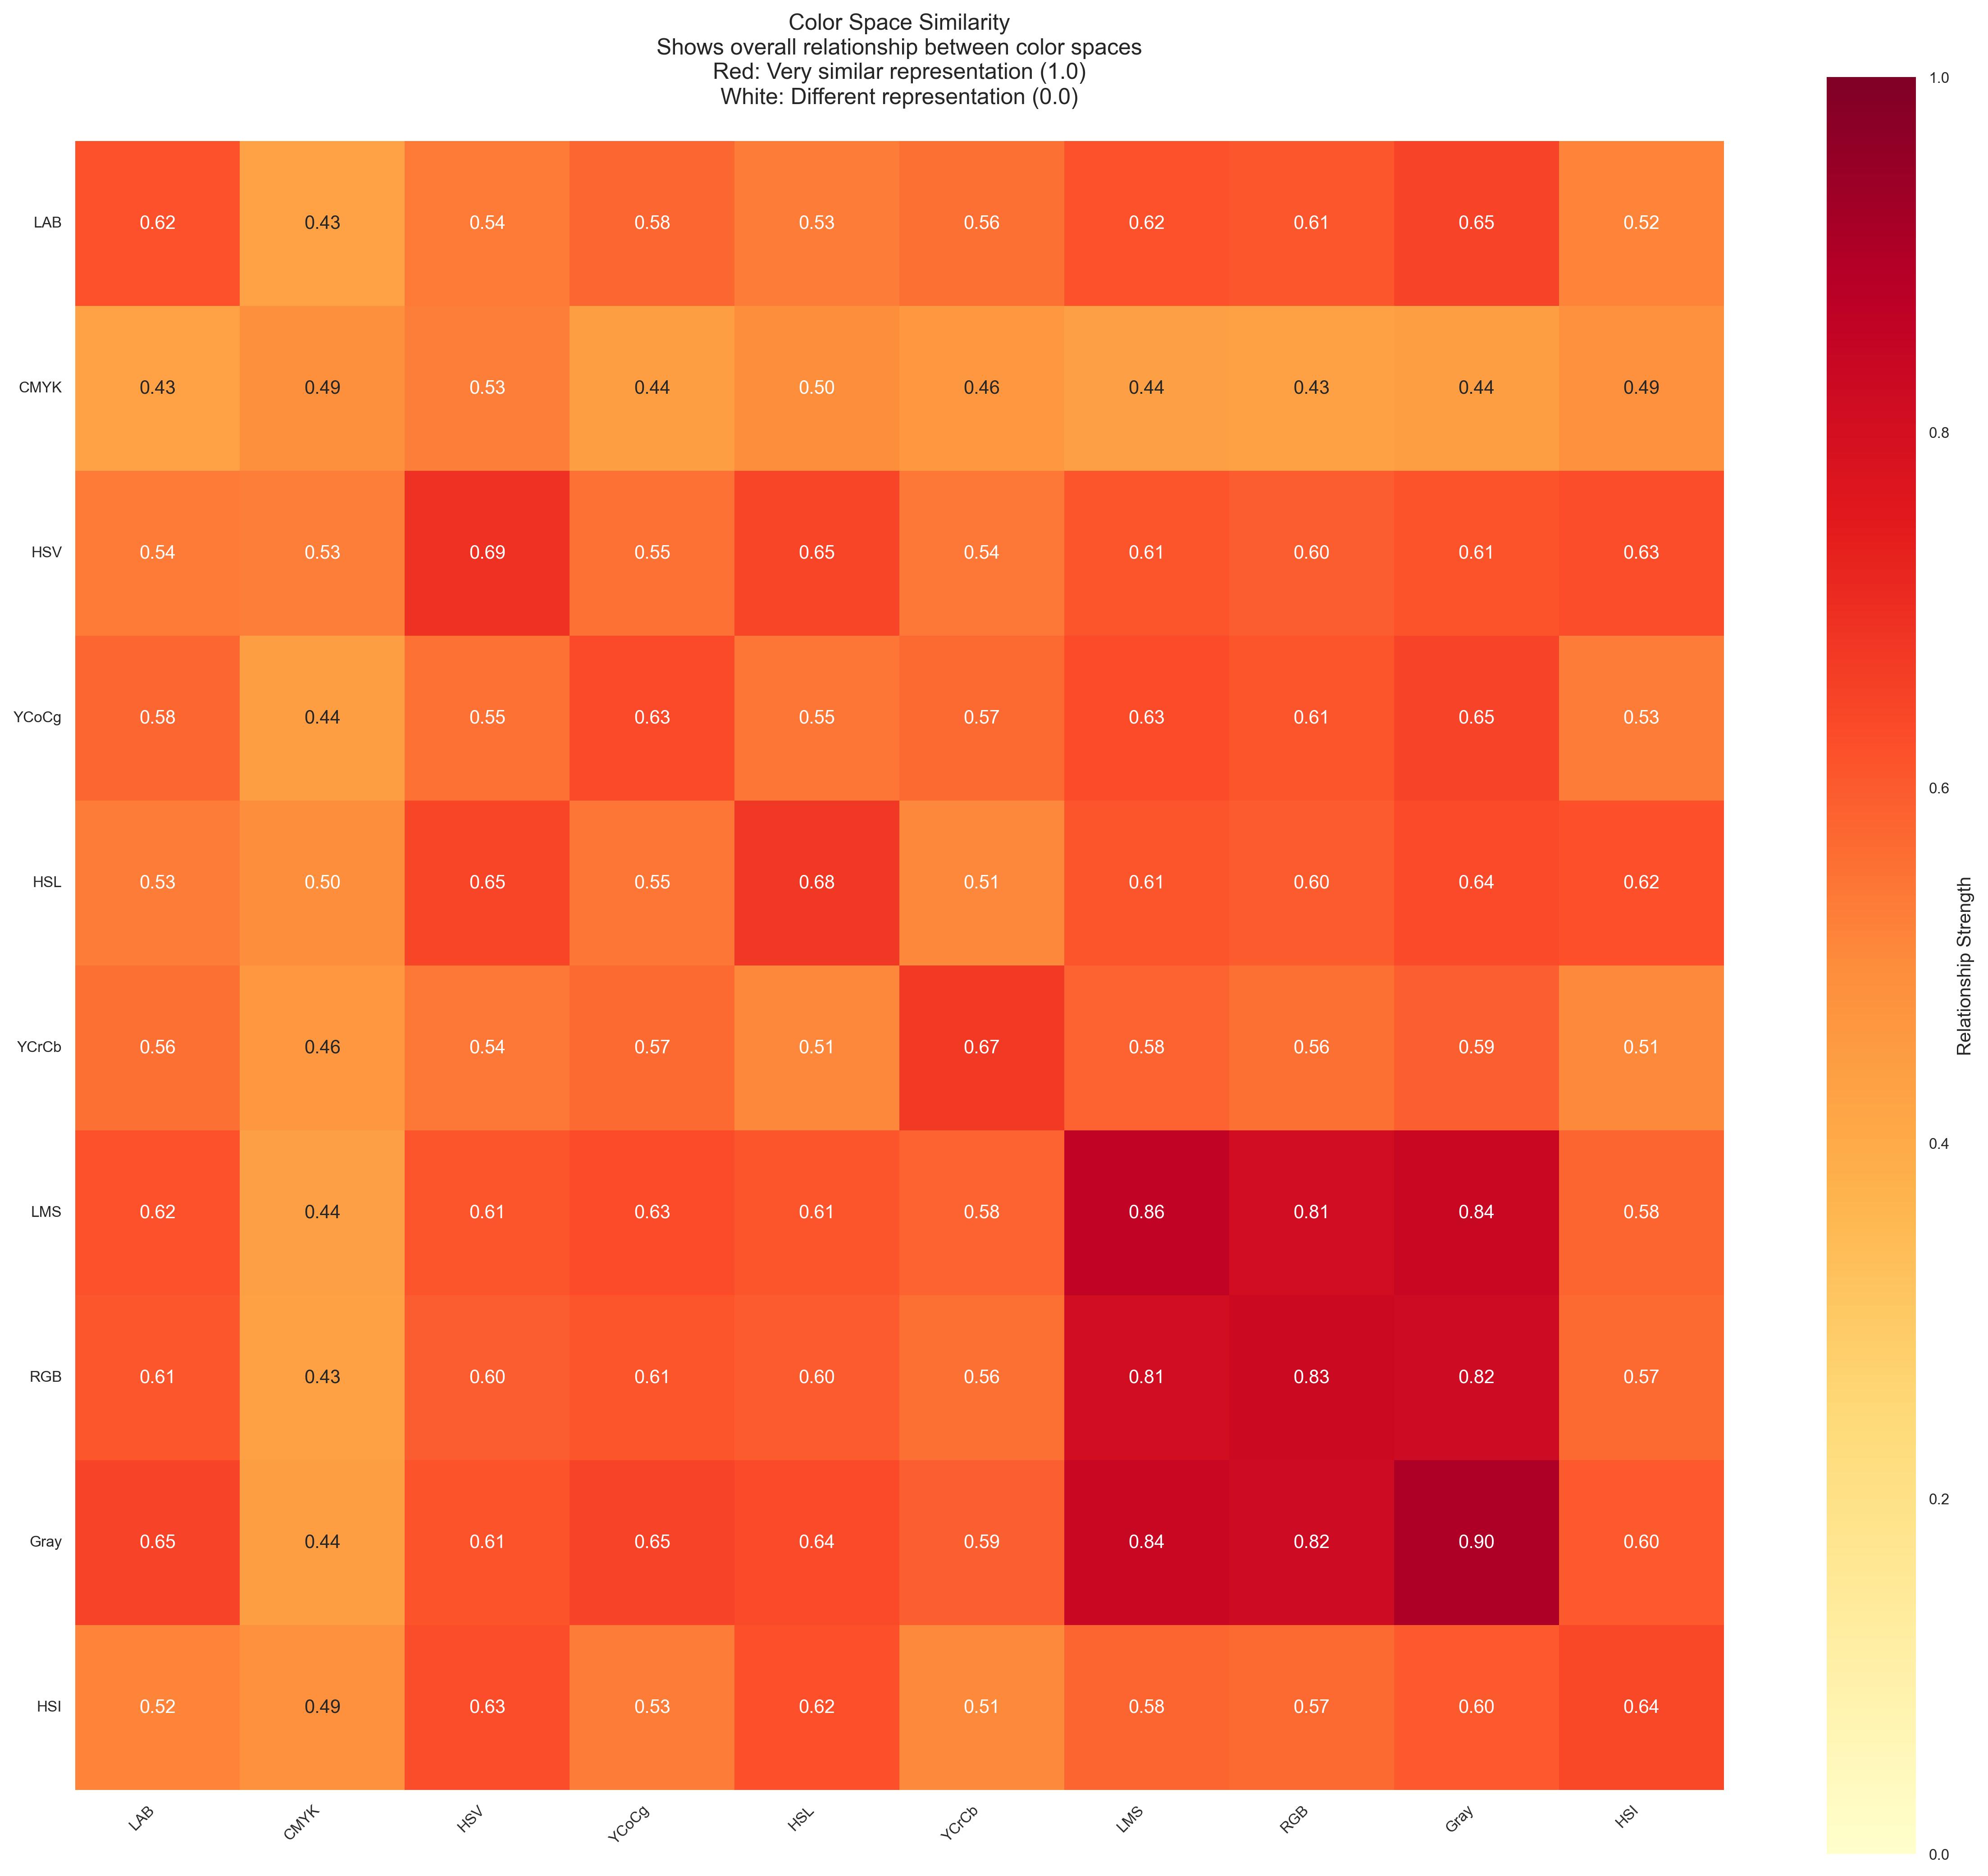 Color Space Similarity
Shows overall relationship between color spaces
Red: Very similar representation (1.0)
White: Different representation (0.0)
LAB 0.62 0.43 0.54 0.58 0.53 0.56 0.62 0.61 0.65 0.52
CMYK 0.43 0.49 0.53 0.44 0.50 0.46 0.44 0.43 0.44 0.49
HSV 0.54 0.53 0.69 0.55 0.65 0.54 0.61 0.60 0.61 0.63
YCoCg 0.58 0.44 0.55 0.63 0.55 0.57 0.63 0.61 0.65 0.53
HSL 0.53 0.50 0.65 0.55 0.68 0.51 0.61 0.60 0.64 0.62
YCrCb 0.56 0.46 0.54 0.57 0.51 0.67 0.58 0.56 0.59 0.51
LMS 0.62 0.44 0.61 0.63 0.61 0.58 0.86 0.81 0.84 0.58
RGB 0.61 0.43 0.60 0.61 0.60 0.56 0.81 0.83 0.82 0.57
Gray 0.65 0.44 0.61 0.65 0.64 0.59 0.84 0.82 0.90 0.60
HSI 0.52 0.49 0.63 0.53 0.62 0.51 0.58 0.57 0.60 0.64
LAB CMYK HSV YCoCg HSL YCrCb LMS RGB Gray HSI
1.0
0.8
0.6
0.4
0.2
0.0
Relationship Strength